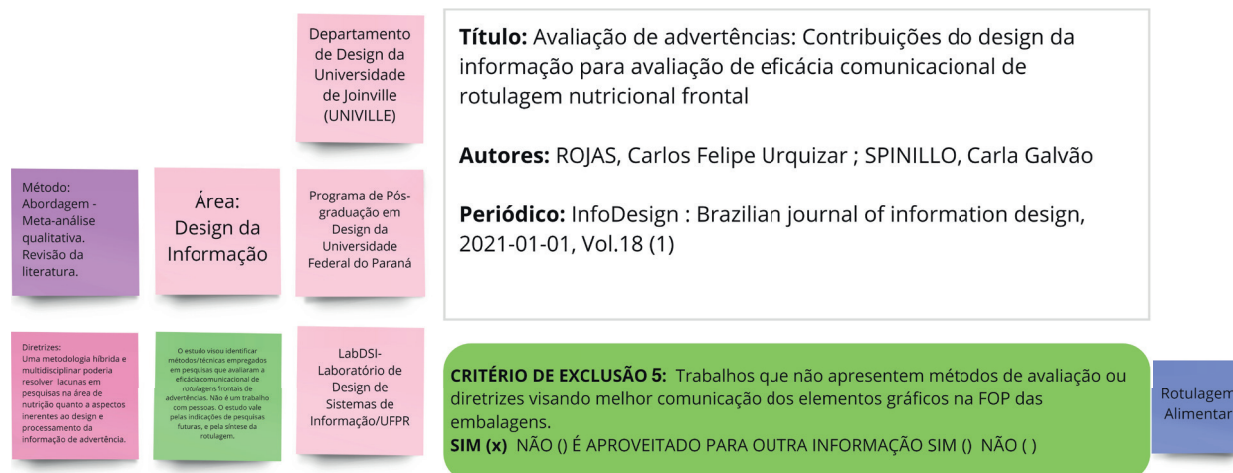 Departamento
de Design da
Universidade
de Joinville
(UNIVILLE)
Título: Avaliação de advertências: Contribuições do design da
informação para avaliação de eficácia comunicacional de
rotulagem nutricional frontal
Autores: ROJAS, Carlos Felipe Urquizar ; SPINILLO, Carla Galvão
Periódico: InfoDesign : Brazilian journal of information design,
2021-01-01, Vol.18 (1)
Método:
Abordagem -
Meta-análise
qualitativa.
Revisão da
literatura.
Área:
Design da
Informação
Programa de Pós-
graduação em
Design da
Universidade
Federal do Paraná
Diretrizes:
Uma metodologia híbrida e
multidisciplinar poderia
resolver lacunas em
pesquisas na área de
nutrição quanto a aspectos
inerentes ao design e
processamento da
informação de advertência.
O estudo visou identificar
métodos/técnicas empregados
em pesquisas que avaliaram a
eficáciacomunicacional de
rotulagens frontais de
advertências. Não é um trabalho
com pessoas. O estudo vale
pelas indicações de pesquisas
futuras, e pela síntese da
rotulagem.
LabDSI-
Laboratório de
Design de
Sistemas de
Informação/UFPR
CRITÉRIO DE EXCLUSÃO 5: Trabalhos que não apresentem métodos de avaliação ou
diretrizes visando melhor comunicação dos elementos gráficos na FOP das
embalagens.
SIM (x) NÃO () É APROVEITADO PARA OUTRA INFORMAÇÃO SIM () NÃO ( )
Rotulagem
Alimentar